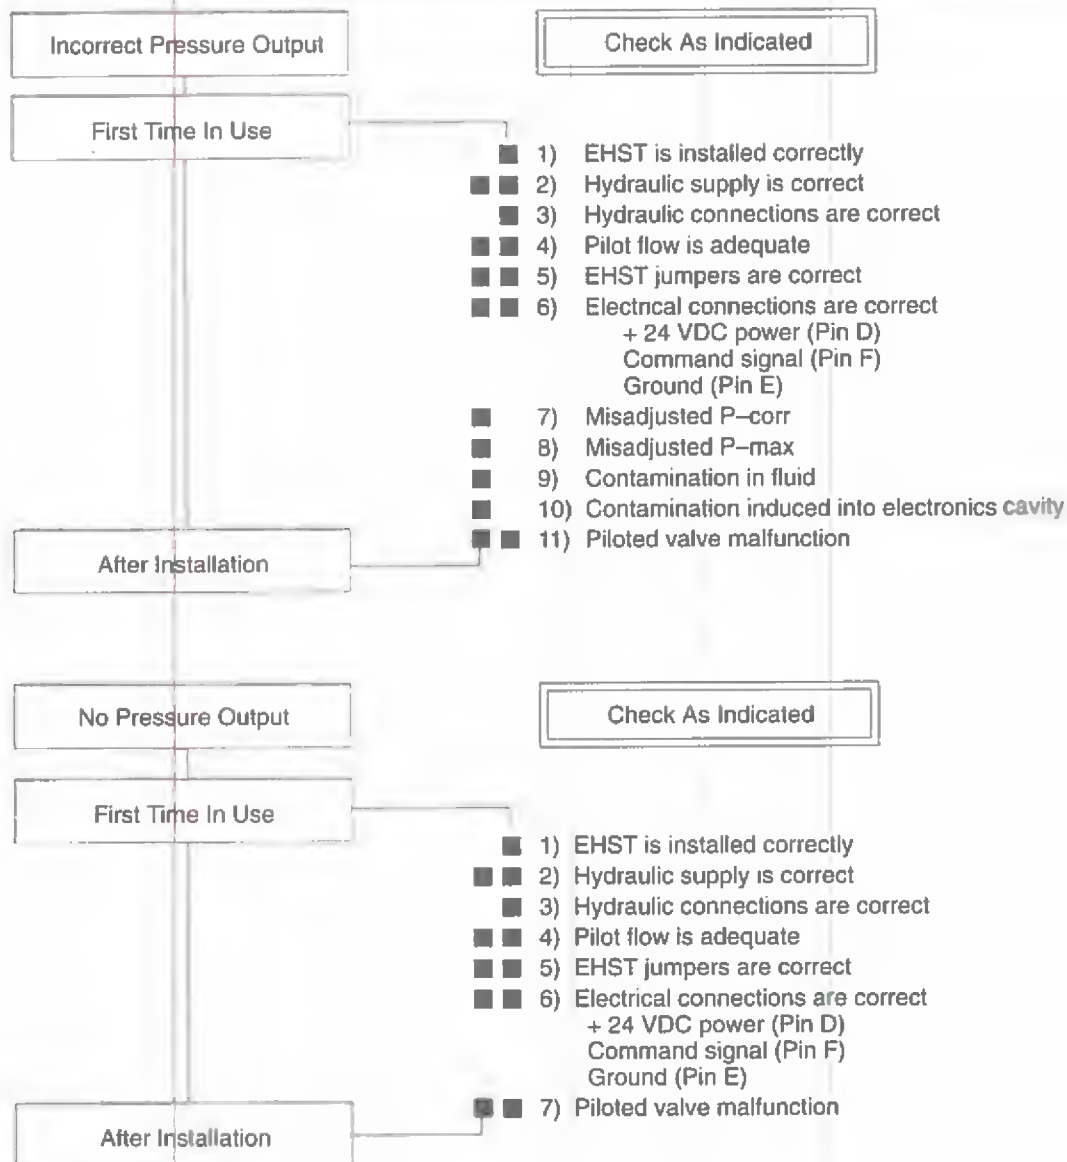 Incorrect Pressure Output
Check As Indicated
First Time In Use
1) EHST is installed correctly
2) Hydraulic supply is correct
3) Hydraulic connections are correct
4) Pilot flow is adequate
5) EHST jumpers are correct
6) Electrical connections are correct
+ 24 VDC power (Pin D)
Command signal (Pin F)
Ground (Pin E)
7) Misadjusted P–corr
8) Misadjusted P–max
9) Contamination in fluid
10) Contamination induced into electronics cavity
11) Piloted valve malfunction
After Installation
No Pressure Output
Check As Indicated
First Time In Use
1) EHST is installed correctly
2) Hydraulic supply is correct
3) Hydraulic connections are correct
4) Pilot flow is adequate
5) EHST jumpers are correct
6) Electrical connections are correct
+ 24 VDC power (Pin D)
Command signal (Pin F)
Ground (Pin E)
7) Piloted valve malfunction
After Installation